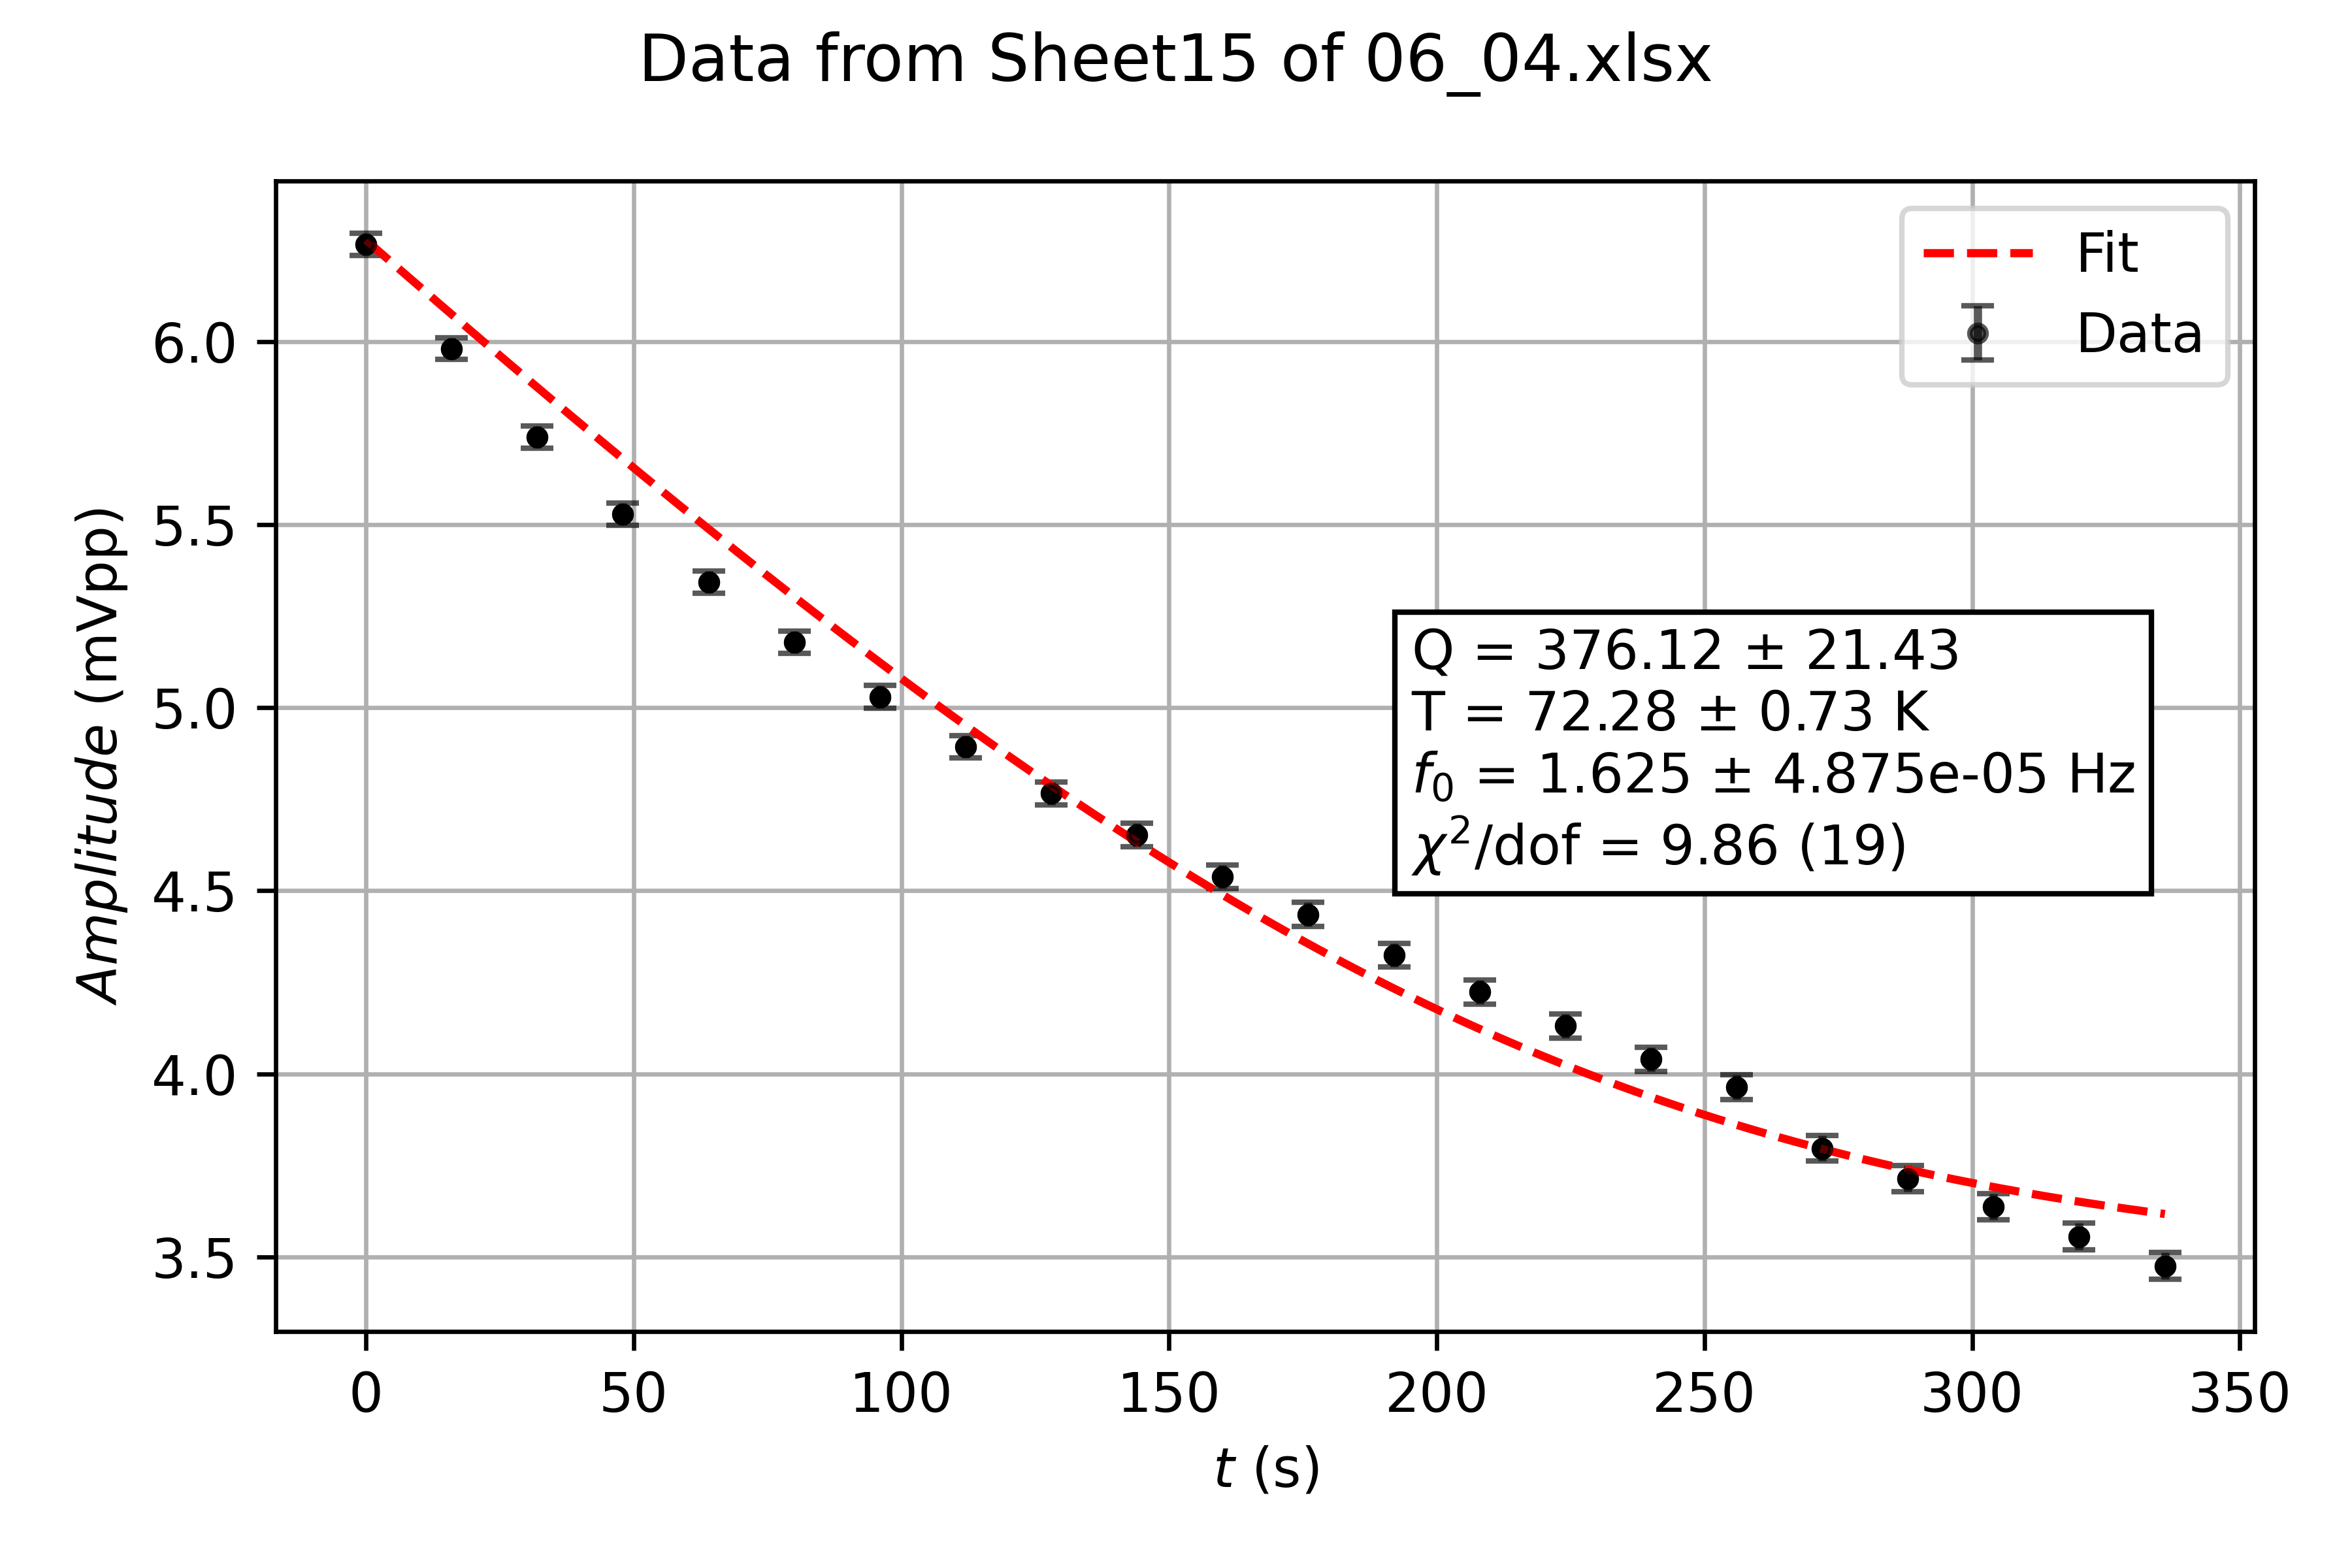 Data from Sheet15 of 06_04.xlsx
Fit
Data
6.0
5.5
5.0
4.5
4.0
3.5
Amplitude (mVpp)
Q = 376.12 ± 21.43
T = 72.28 ± 0.73 K
f₀ = 1.625 ± 4.875e-05 Hz
χ²/dof = 9.86 (19)
0 50 100 150 200 250 300 350
t (s)